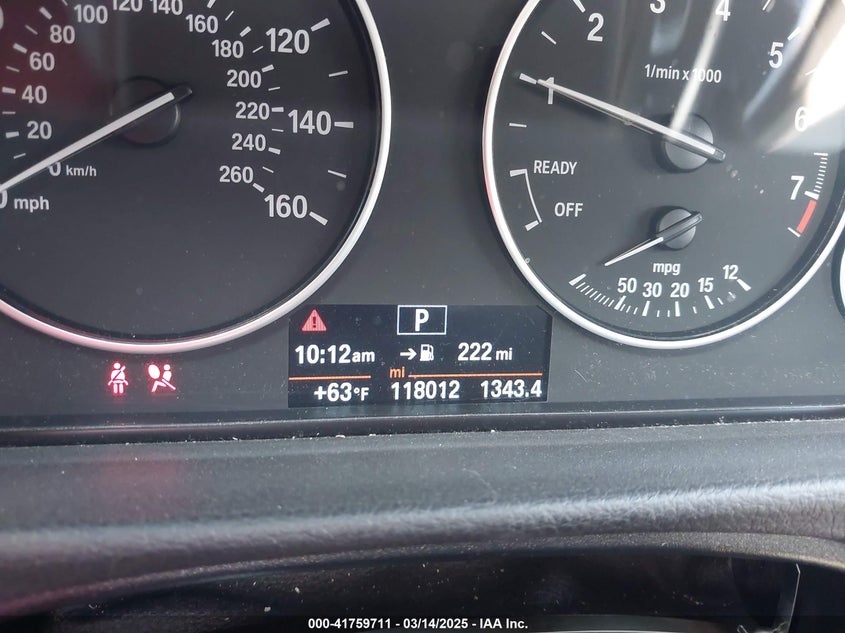 100 120 140
80 160
60 180 120
40 200
20 220 140
0 km/h 240
mph 260 160
1 2 3 4 5 6 7
1/min x 1000
READY
OFF
mpg
50 30 20 15 12
P
10:12am 222 mi
mi
+63°F 118012 1343.4
000-41759711 - 03/14/2025 - IAA Inc.